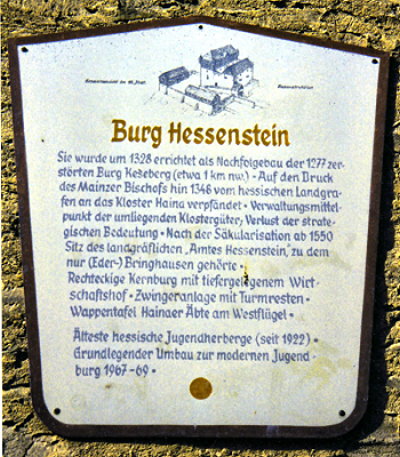 Burg Hessenstein
Sie wurde um 1328 errichtet als Nachfolgebau der 1277 zer-
störten Burg Keseberg (etwa 1 km nw.) - Auf den Druck
des Mainzer Bischofs hin 1346 vom hessischen Landgra-
fen an das Kloster Haina verpfändet • Verwaltungsmittel-
punkt der umliegenden Klostergüter, Verlust der strate-
gischen Bedeutung • Nach der Säkularisation ab 1550
Sitz des landgräflichen „Amtes Hessenstein," zu dem
nur (Eder-) Bringhausen gehörte •
Rechteckige Kernburg mit tiefergelegenem Wirt-
schaftshof • Zwingeranlage mit Turmresten •
Wappentafel Hainaer Äbte am Westflügel •
Älteste hessische Jugendherberge (seit 1922) •
Grundlegender Umbau zur modernen Jugend-
burg 1967-69 •